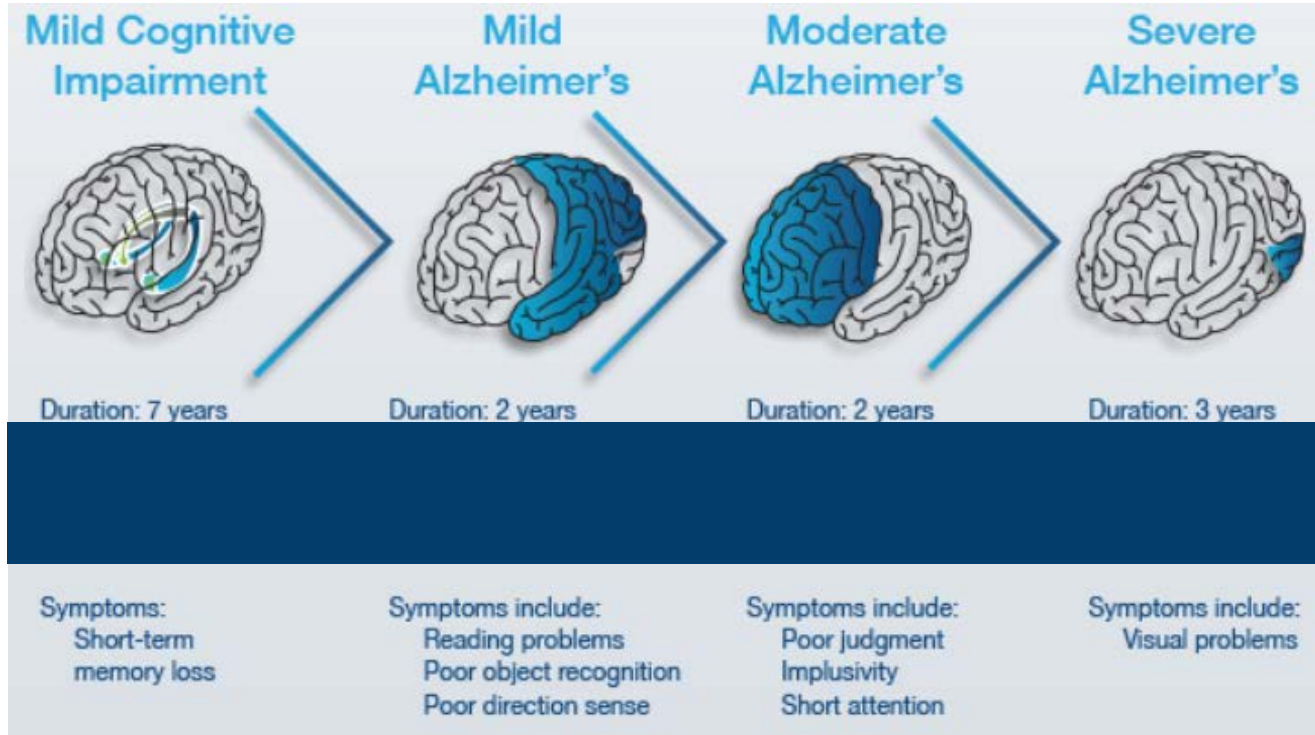 Mild Cognitive
Impairment
Mild
Alzheimer's
Moderate
Alzheimer's
Severe
Alzheimer's
Duration: 7 years
Duration: 2 years
Duration: 2 years
Duration: 3 years
Symptoms:
Short-term
memory loss
Symptoms include:
Reading problems
Poor object recognition
Poor direction sense
Symptoms include:
Poor judgment
Implusivity
Short attention
Symptoms include:
Visual problems